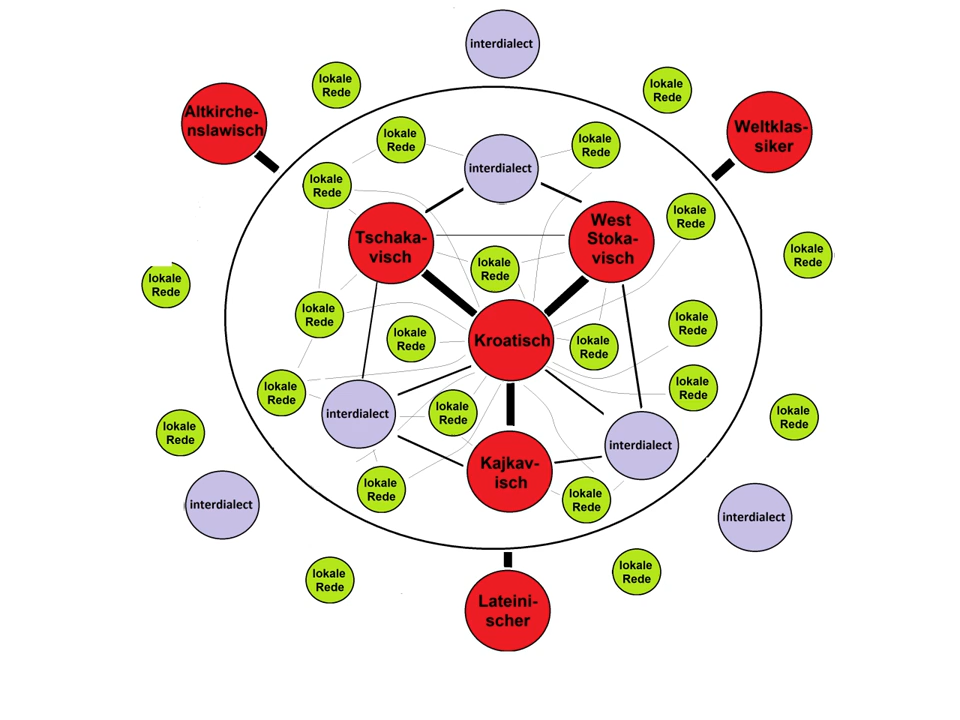 interdialect
lokale
Rede
lokale
Rede
Altkirche-
nslawisch
Weltklas-
siker
lokale
Rede
lokale
Rede
interdialect
lokale
Rede
lokale
Rede
Tschaka-
visch
West
Stoka-
visch
lokale
Rede
lokale
Rede
lokale
Rede
lokale
Rede
Kroatisch
lokale
Rede
lokale
Rede
lokale
Rede
lokale
Rede
lokale
Rede
interdialect
lokale
Rede
lokale
Rede
lokale
Rede
interdialect
Kajkav-
isch
lokale
Rede
lokale
Rede
interdialect
interdialect
lokale
Rede
lokale
Rede
Lateini-
scher